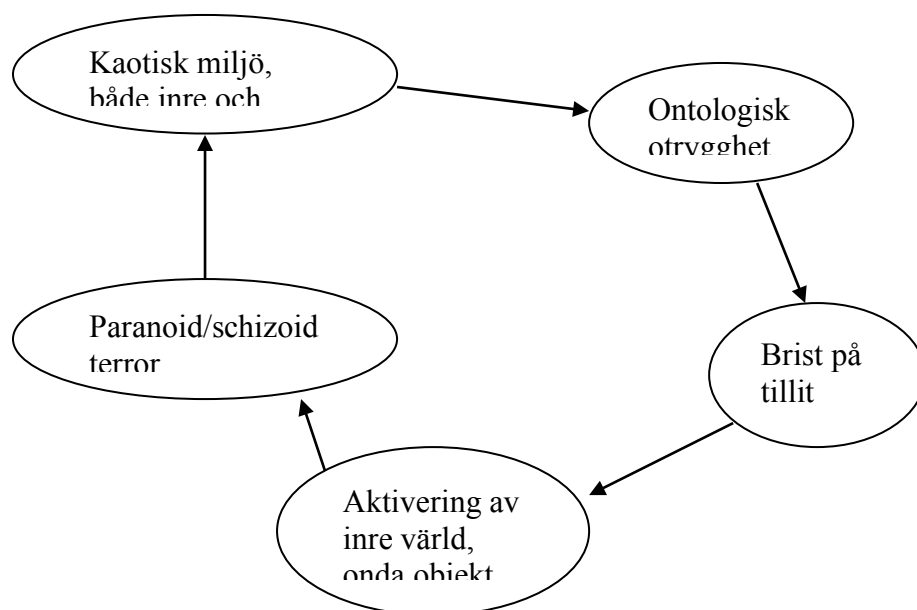 Kaotisk miljö,
både inre och
Ontologisk
otrygghet
Paranoid/schizoid
terror
Brist på
tillit
Aktivering av
inre värld,
onda objekt